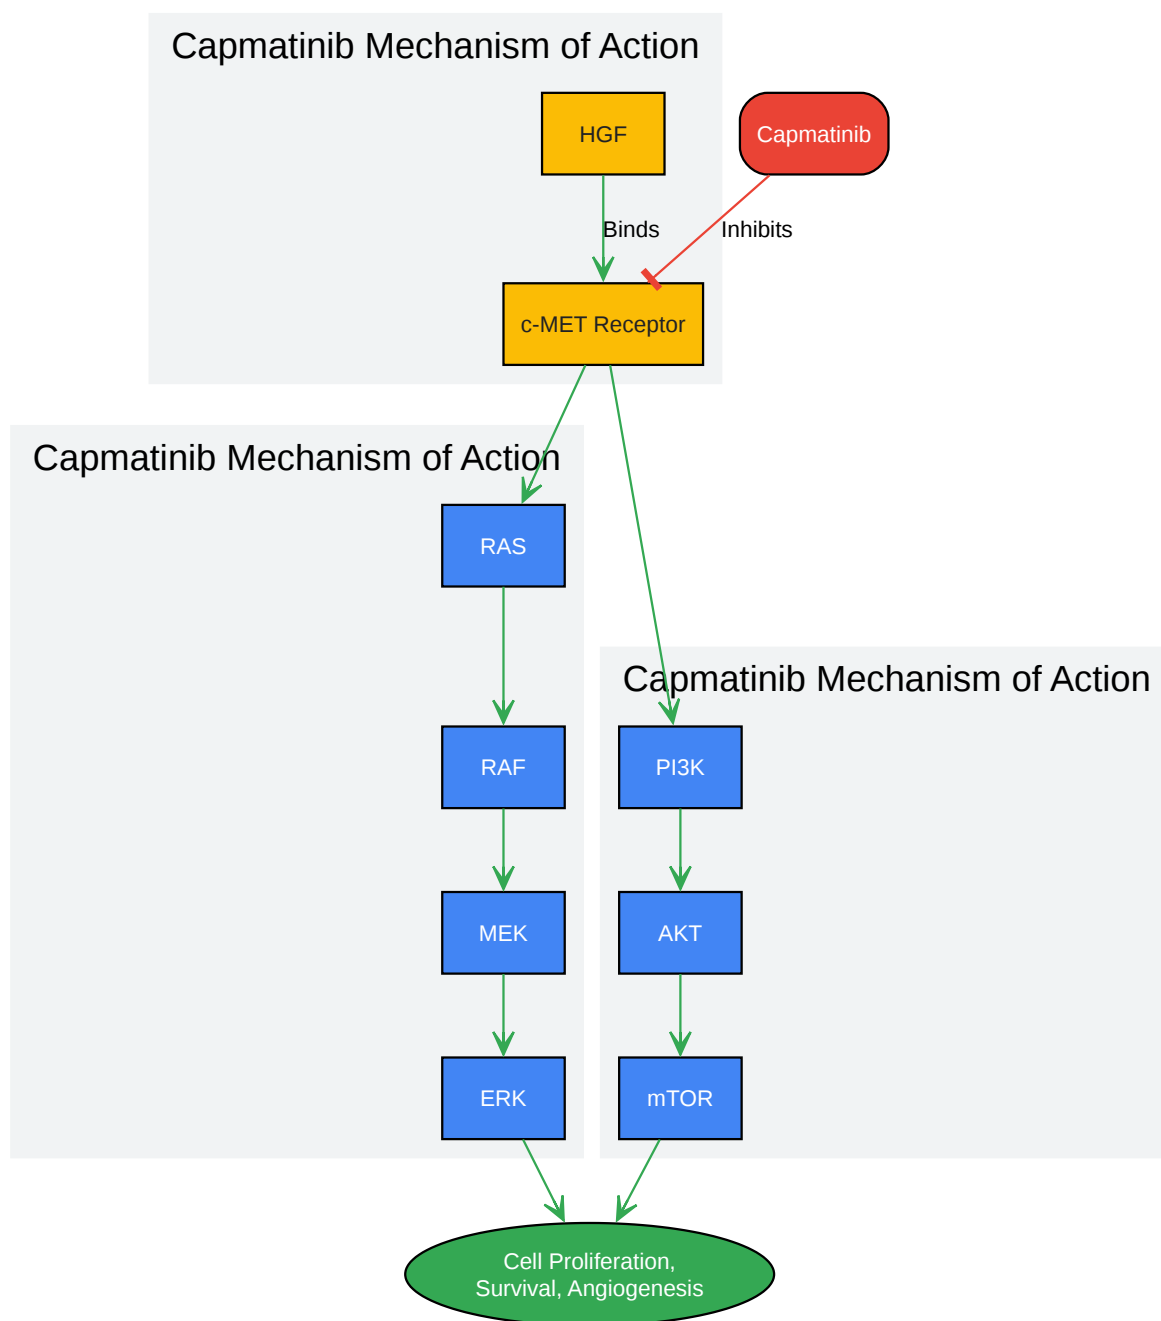 Capmatinib Mechanism of Action
HGF
Capmatinib
Binds
Inhibits
c-MET Receptor
Capmatinib Mechanism of Action
RAS
Capmatinib Mechanism of Action
RAF
PI3K
MEK
AKT
ERK
mTOR
Cell Proliferation,
Survival, Angiogenesis